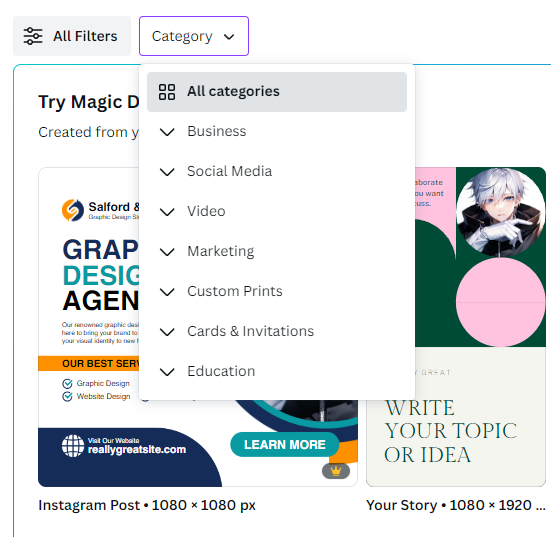 All Filters
Category
All categories
Business
Social Media
Video
Marketing
Custom Prints
Cards & Invitations
Education
Try Magic D
Created from y
Salford &
Graphic Design
GRAP
DESIG
AGEN
Our renowned graphic desi
here to bring your brand to
your visual identity to new
OUR BEST SERV
Graphic Design
Website Design
Visit Our Website
reallygreatsite.com
LEARN MORE
Instagram Post • 1080 × 1080 px
aborate
ou want
cuss.
Y GREAT
WRITE
YOUR TOPIC
OR IDEA
Your Story • 1080 × 1920 ...